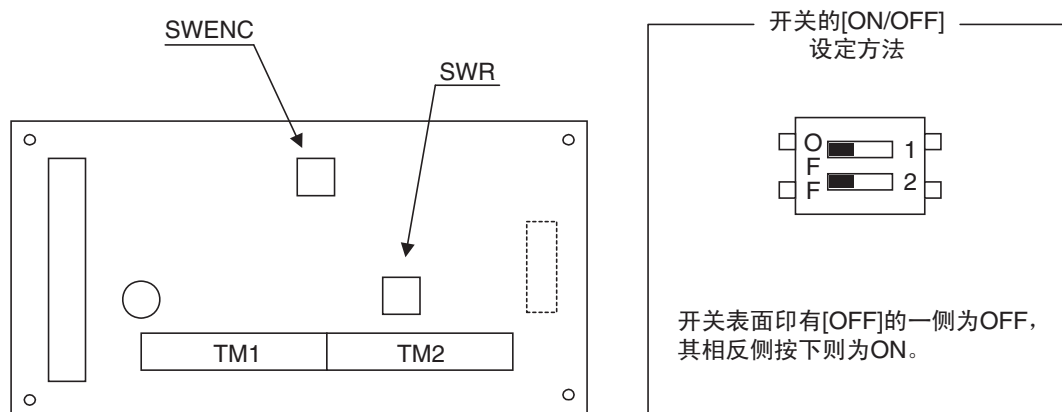 SWENC
SWR
TM1
TM2
开关的[ON/OFF]
设定方法
OFF
1
2
开关表面印有[OFF]的一侧为OFF，
其相反侧按下则为ON。